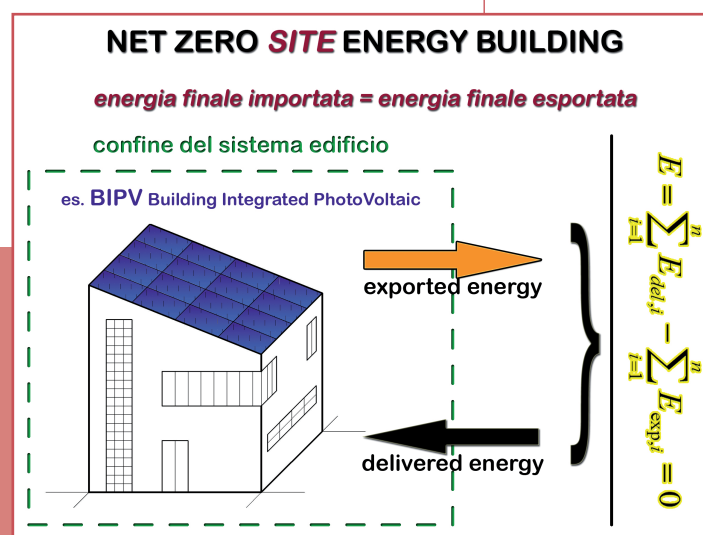 NET ZERO SITE ENERGY BUILDING
energia finale importata = energia finale esportata
confine del sistema edificio
es. BIPV Building Integrated PhotoVoltaic
exported energy
delivered energy
E = ∑_{i=1}^{n} E_{del,i} − ∑_{i=1}^{n} E_{exp,i} = 0